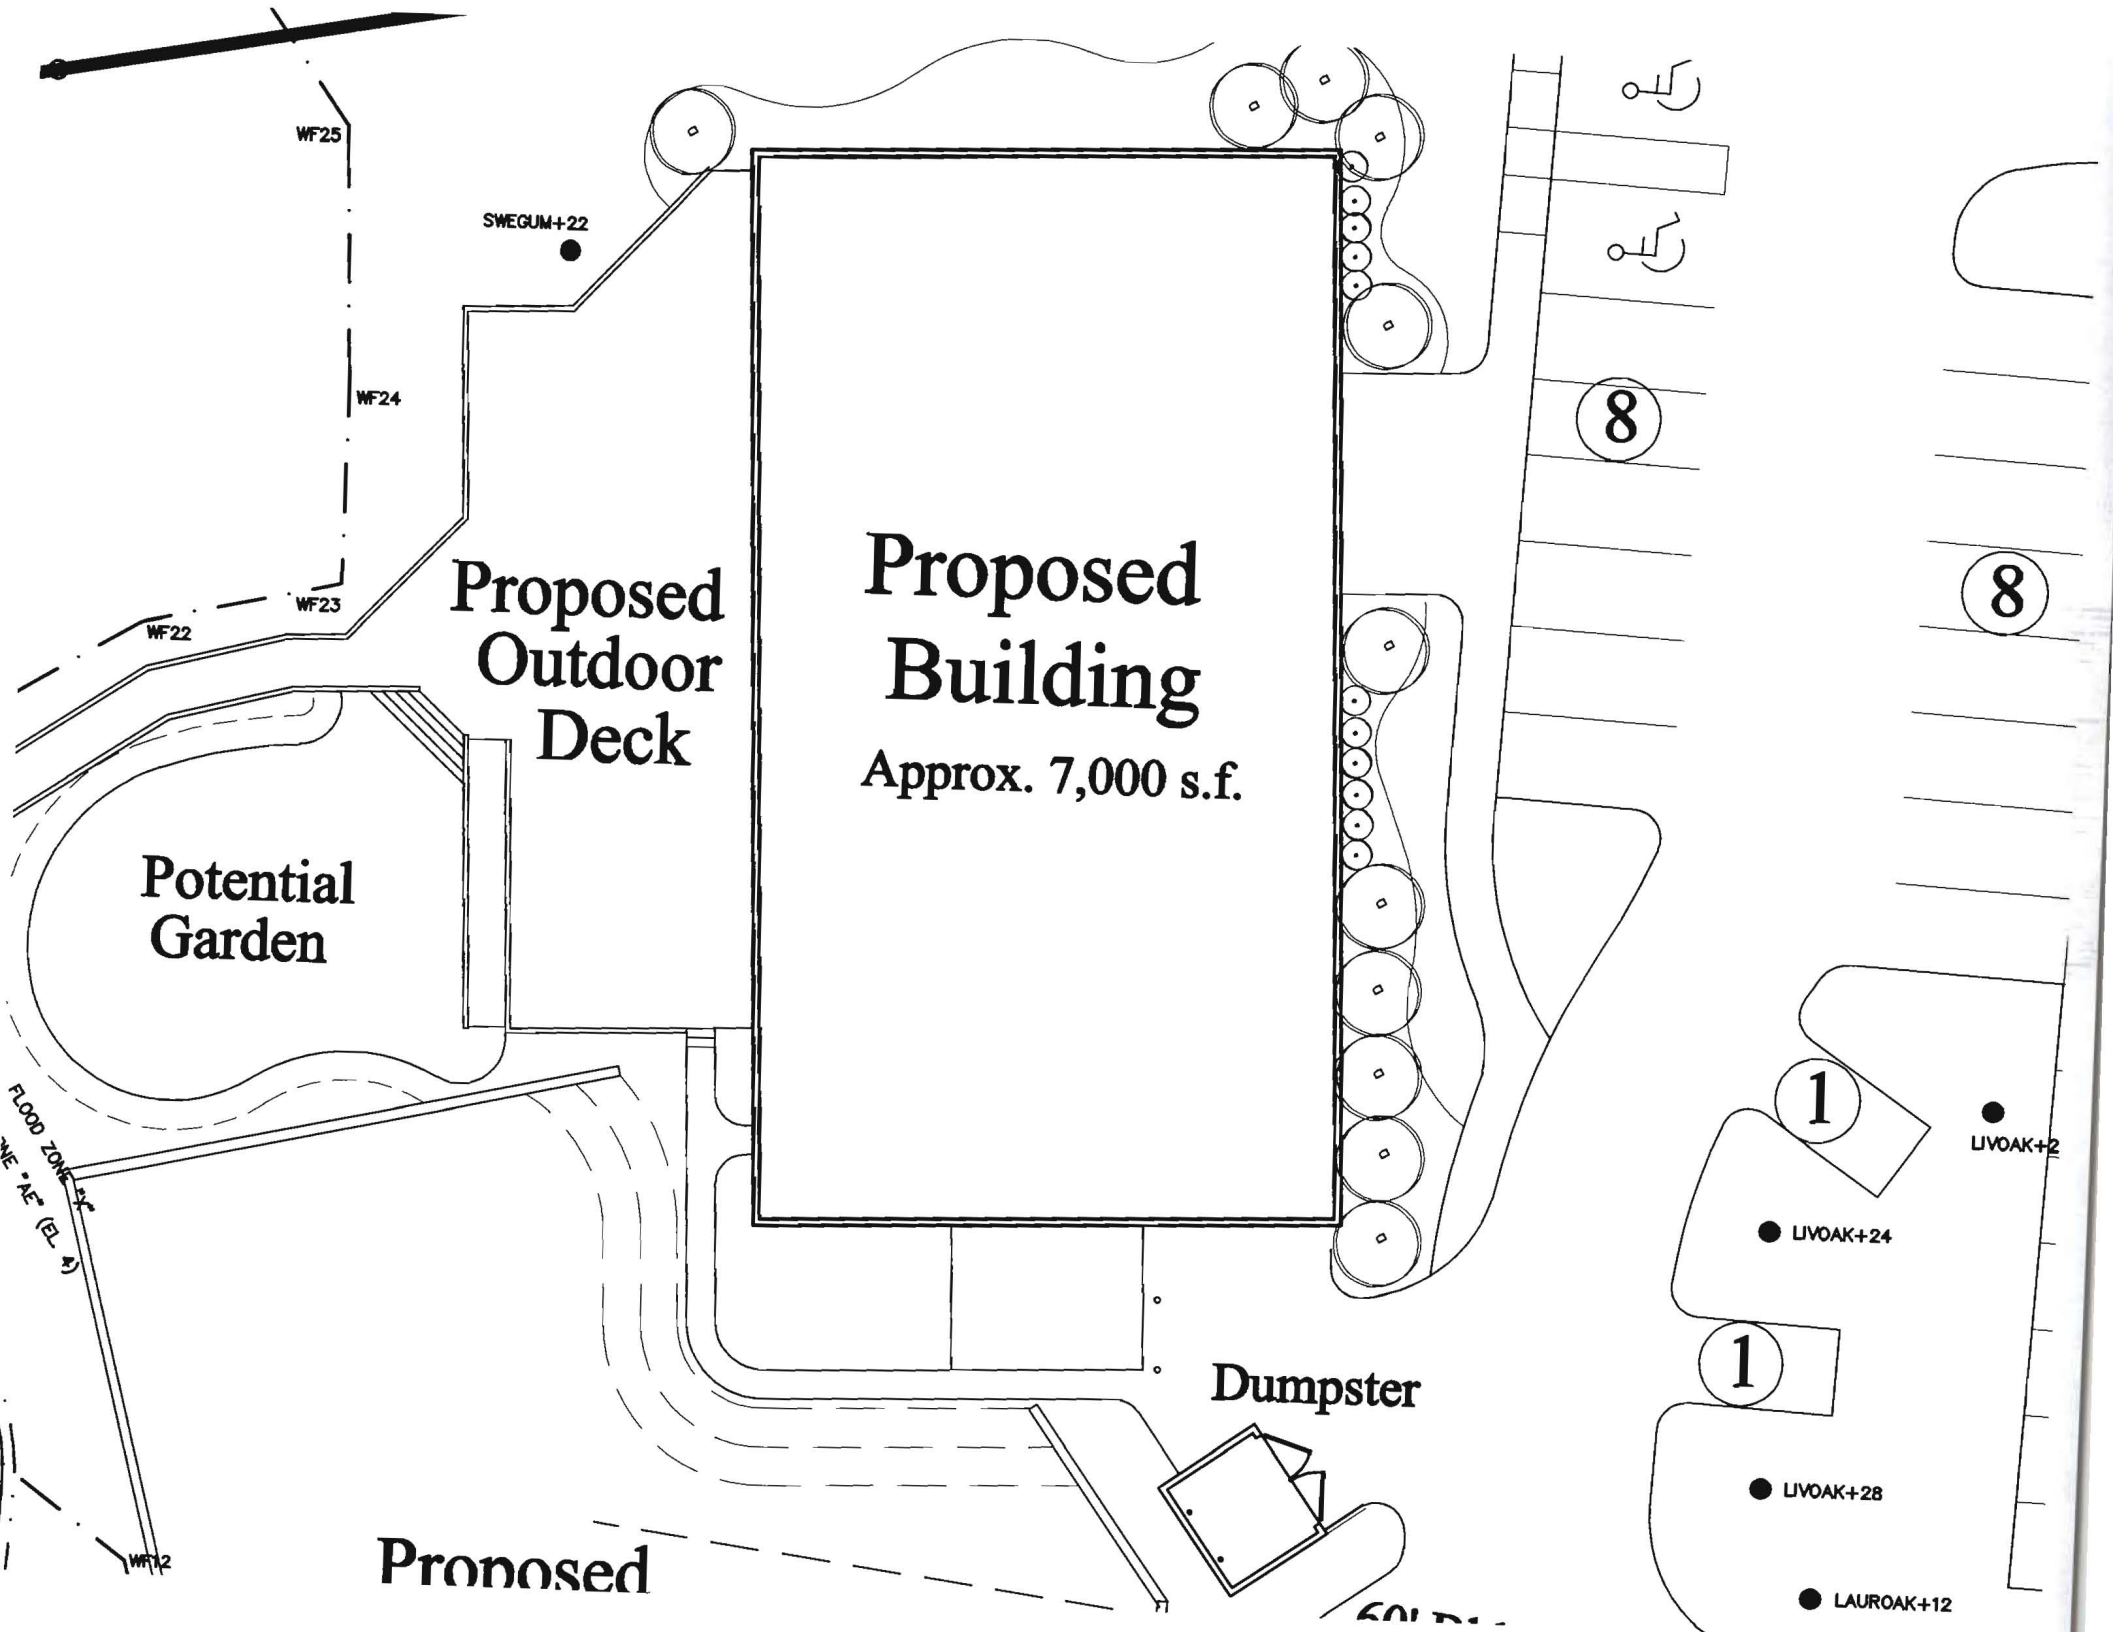 WF25
SWEGUM+22
WF24
8
Proposed
Outdoor
Deck
Proposed
Building
Approx. 7,000 s.f.
8
WF23
WF22
Potential
Garden
FLOOD ZONE "X"
"AE" (EL 4)
1
LIVOAK+2
LIVOAK+24
1
Dumpster
LIVOAK+28
WF12
Proposed
LAUROAK+12